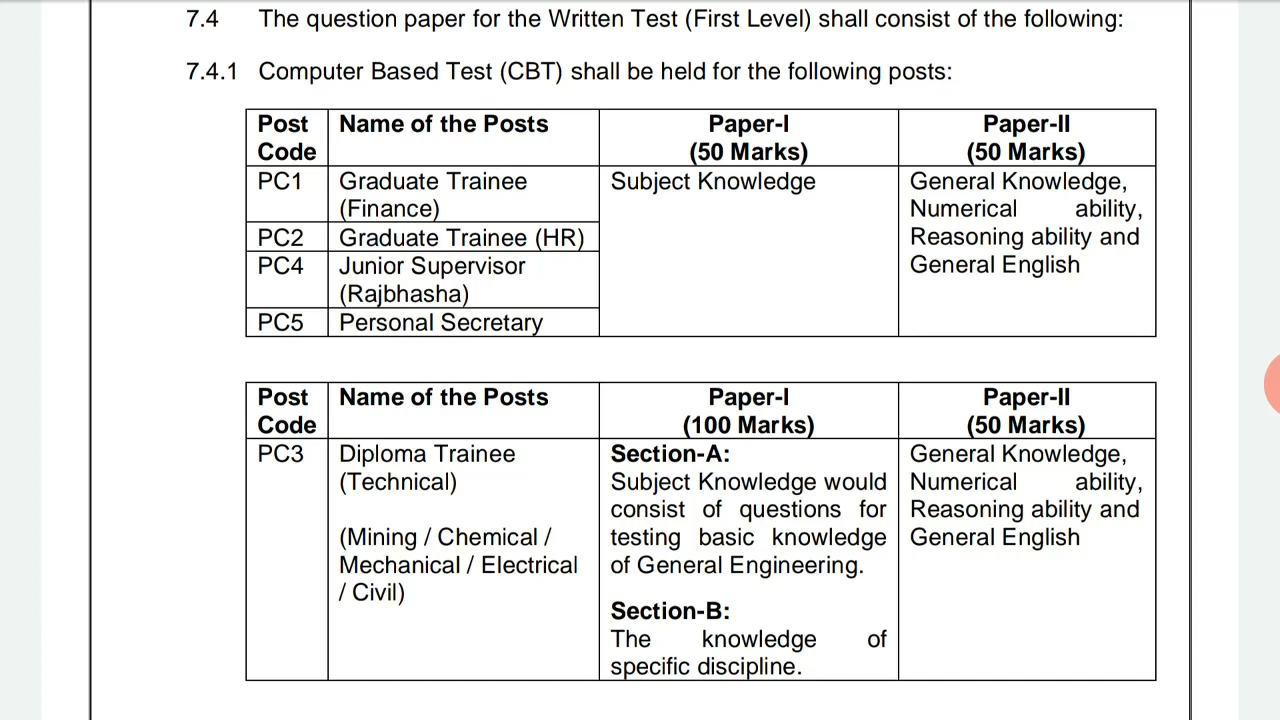 7.4 The question paper for the Written Test (First Level) shall consist of the following:
7.4.1 Computer Based Test (CBT) shall be held for the following posts:
Post Code Name of the Posts Paper-I (50 Marks) Paper-II (50 Marks)
PC1 Graduate Trainee (Finance)
PC2 Graduate Trainee (HR)
PC4 Junior Supervisor (Rajbhasha)
PC5 Personal Secretary
Subject Knowledge
General Knowledge,
Numerical ability,
Reasoning ability and
General English
Post Code Name of the Posts Paper-I (100 Marks) Paper-II (50 Marks)
PC3 Diploma Trainee
(Technical)
(Mining / Chemical /
Mechanical / Electrical
/ Civil)
Section-A:
Subject Knowledge would
consist of questions for
testing basic knowledge
of General Engineering.
Section-B:
The knowledge of
specific discipline.
General Knowledge,
Numerical ability,
Reasoning ability and
General English